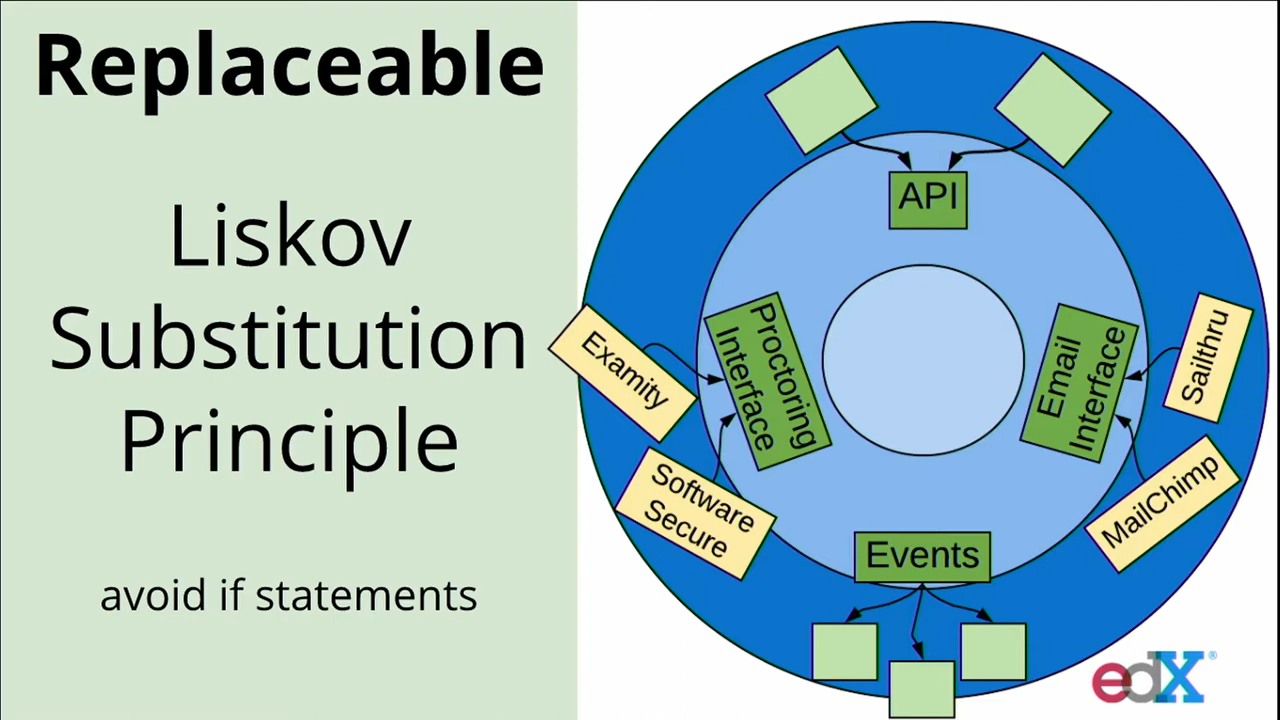 Replaceable
Liskov
Substitution
Principle
avoid if statements
API
Proctoring
Interface
Email
Interface
Examity
Software
Secure
Sailthru
MailChimp
Events
edX®